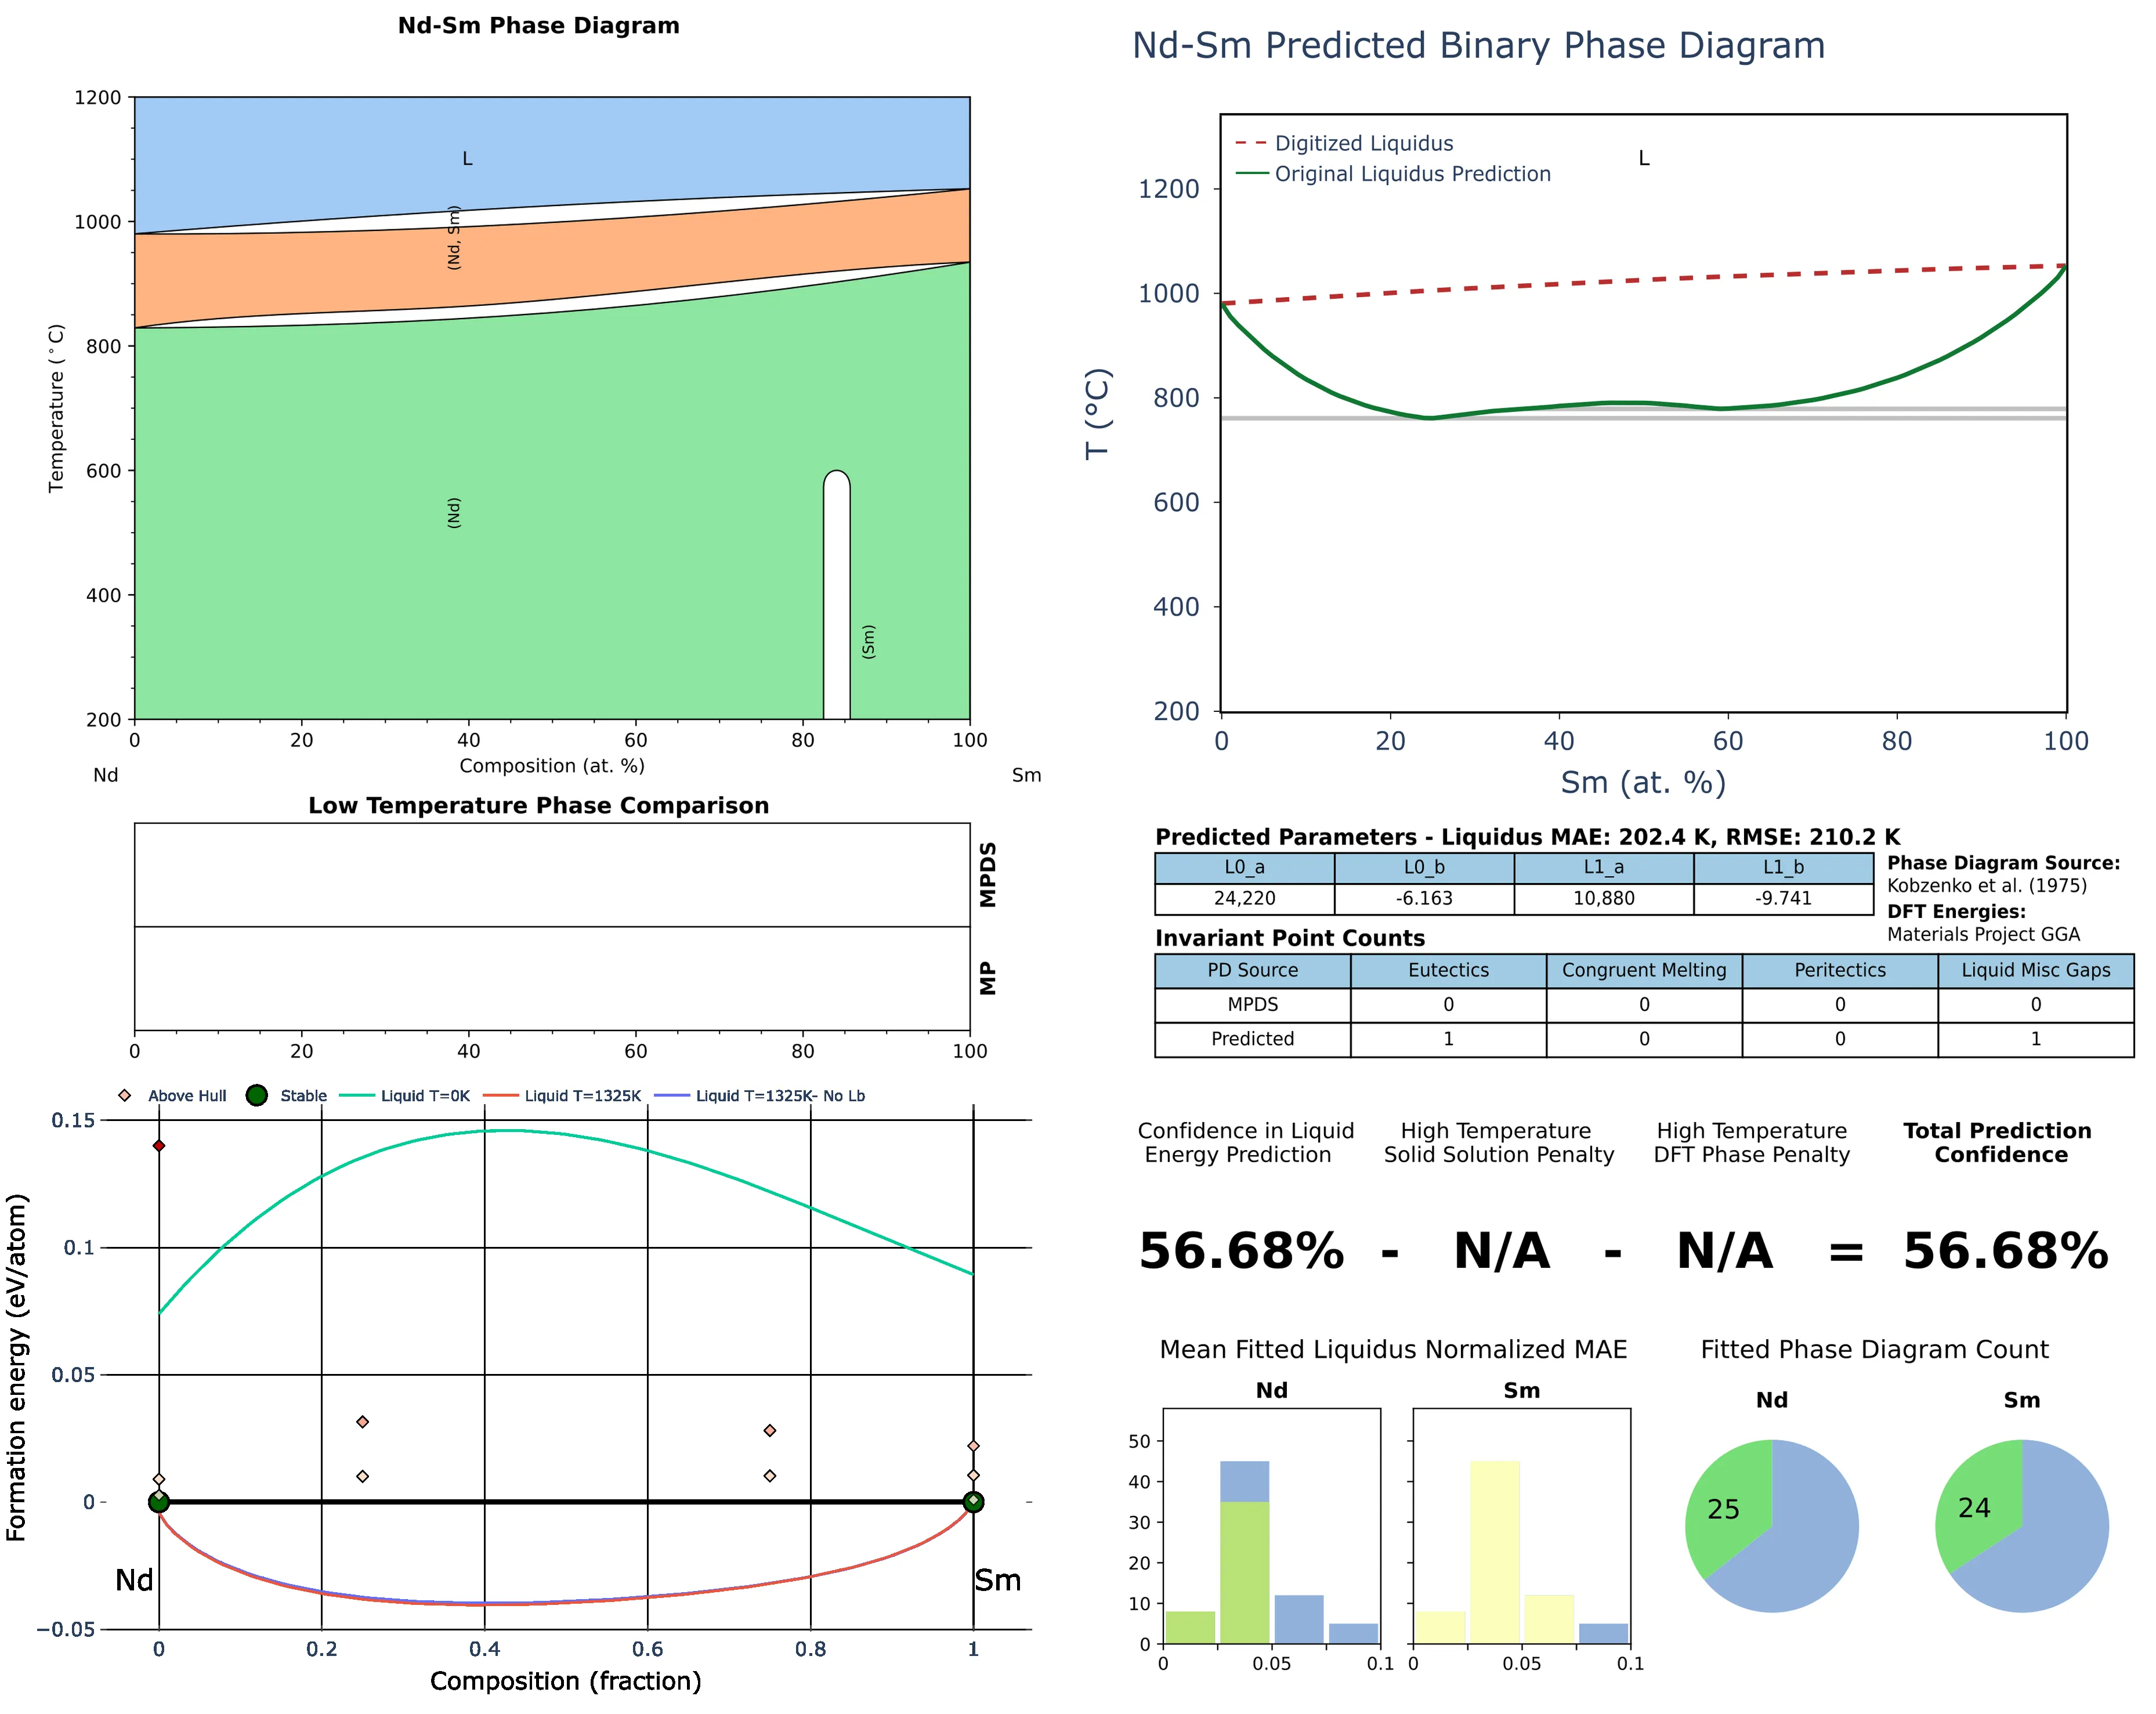 Nd-Sm Phase Diagram
1200
1000
800
600
400
200
Temperature (°C)
L
(Nd, Sm)
(Nd)
(Sm)
0 20 40 60 80 100
Composition (at. %)
Nd Sm
Nd-Sm Predicted Binary Phase Diagram
Digitized Liquidus
Original Liquidus Prediction
L
1200
1000
800
600
400
200
T (°C)
0 20 40 60 80 100
Sm (at. %)
Low Temperature Phase Comparison
MPDS
MP
0 20 40 60 80 100
Predicted Parameters - Liquidus MAE: 202.4 K, RMSE: 210.2 K
L0_a L0_b L1_a L1_b
24,220 -6.163 10,880 -9.741
Phase Diagram Source:
Kobzenko et al. (1975)
DFT Energies:
Materials Project GGA
Invariant Point Counts
PD Source Eutectics Congruent Melting Peritectics Liquid Misc Gaps
MPDS 0 0 0 0
Predicted 1 0 0 1
Above Hull Stable Liquid T=0K Liquid T=1325K Liquid T=1325K- No Lb
0.15
0.1
0.05
0
−0.05
Formation energy (eV/atom)
Nd Sm
0 0.2 0.4 0.6 0.8 1
Composition (fraction)
Confidence in Liquid
Energy Prediction
High Temperature
Solid Solution Penalty
High Temperature
DFT Phase Penalty
Total Prediction
Confidence
56.68% - N/A - N/A = 56.68%
Mean Fitted Liquidus Normalized MAE
Nd Sm
50
40
30
20
10
0
0 0.05 0.1 0 0.05 0.1
Fitted Phase Diagram Count
Nd Sm
25 24